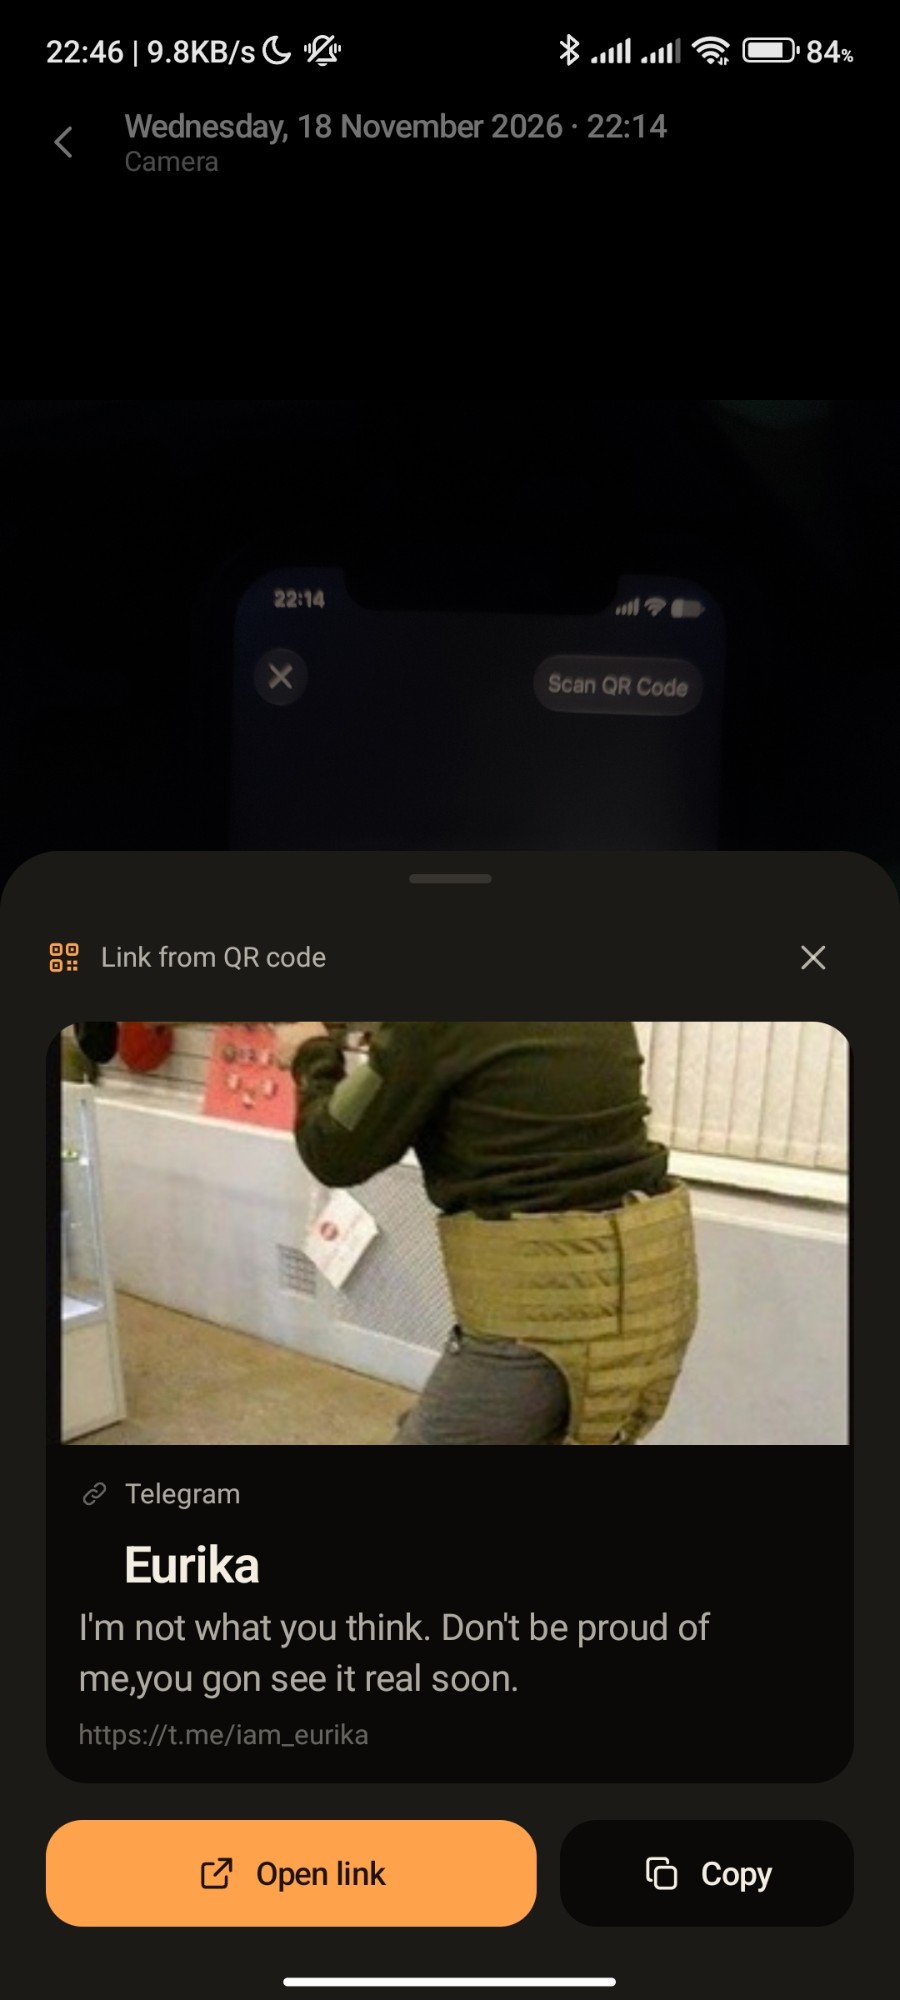 22:46 | 9.8KB/s 84%
Wednesday, 18 November 2026 · 22:14
Camera
22:14
Scan QR Code
Link from QR code
Telegram
Eurika
I'm not what you think. Don't be proud of
me,you gon see it real soon.
https://t.me/iam_eurika
Open link
Copy